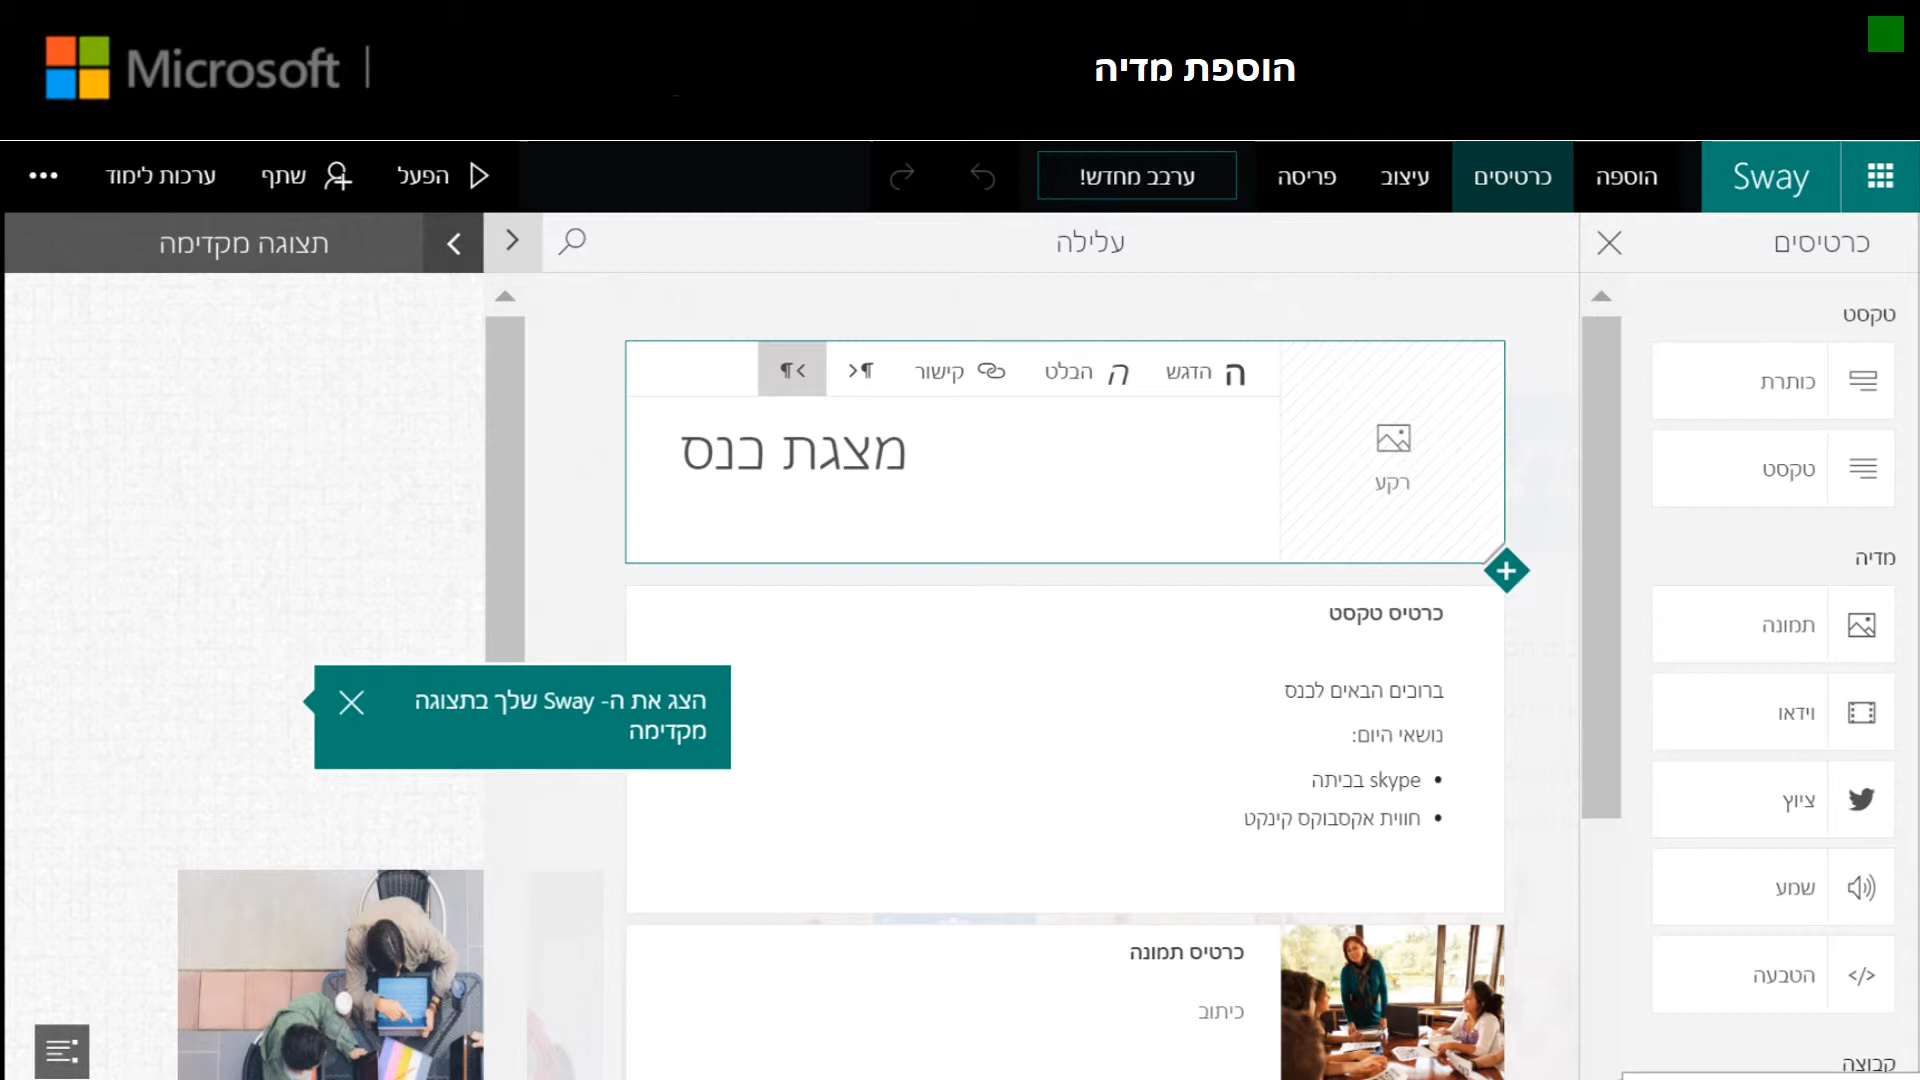 Microsoft
הוספת מדיה
Sway
הוספה
כרטיסים
עיצוב
פריסה
ערבב מחדש!
הפעל
שתף
ערכות לימוד
כרטיסים
עלילה
תצוגה מקדימה
טקסט
כותרת
טקסט
מדיה
תמונה
וידאו
ציוץ
שמע
הטבעה
קבוצה
רקע
ה הדגש
ה הבלט
קישור
מצגת כנס
כרטיס טקסט
ברוכים הבאים לכנס
נושאי היום:
• skype בכיתה
• חווית אקסבוקס קינקט
כרטיס תמונה
כיתוב
הצג את ה- Sway שלך בתצוגה
מקדימה